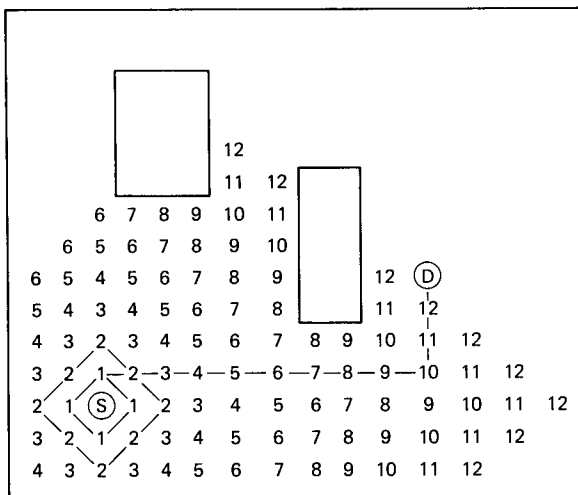 12
11 12
6 7 8 9 10 11
6 5 6 7 8 9 10
6 5 4 5 6 7 8 9 12 D
5 4 3 4 5 6 7 8 11 12
4 3 2 3 4 5 6 7 8 9 10 11 12
3 2 1 2 3 4 5 6 7 8 9 10 11 12
2 1 S 1 2 3 4 5 6 7 8 9 10 11 12
3 2 1 2 3 4 5 6 7 8 9 10 11 12
4 3 2 3 4 5 6 7 8 9 10 11 12